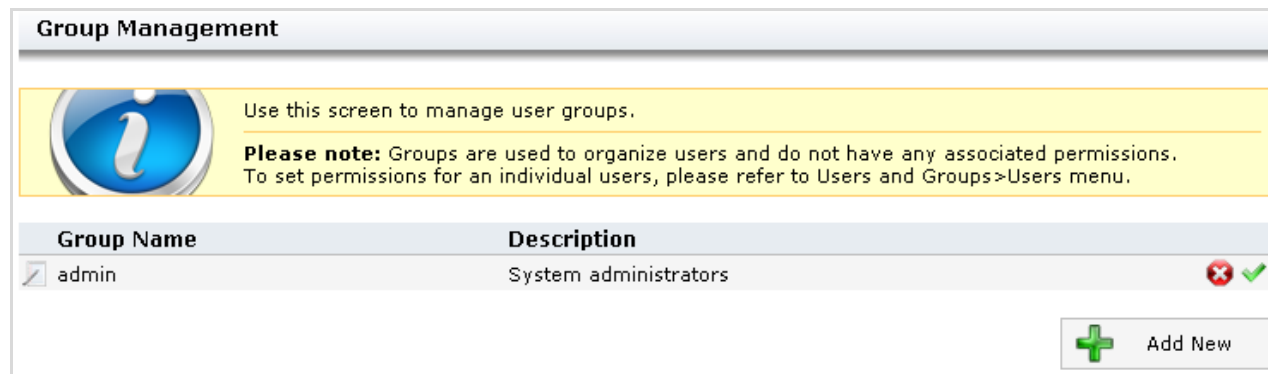 Group Management
Use this screen to manage user groups.
Please note: Groups are used to organize users and do not have any associated permissions.
To set permissions for an individual users, please refer to Users and Groups>Users menu.
Group Name Description
admin System administrators
Add New